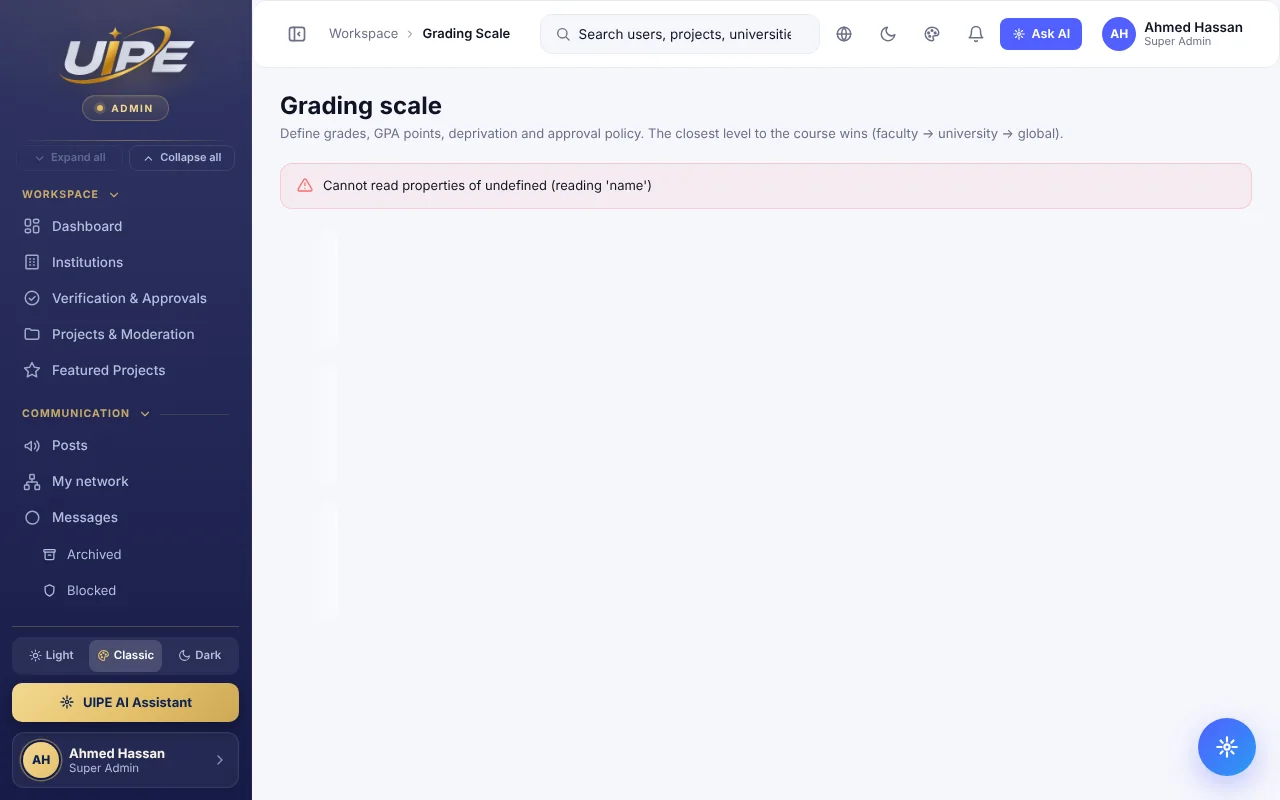 UIPE
ADMIN
Expand all
Collapse all
WORKSPACE
Dashboard
Institutions
Verification & Approvals
Projects & Moderation
Featured Projects
COMMUNICATION
Posts
My network
Messages
Archived
Blocked
Light
Classic
Dark
UIPE AI Assistant
AH
Ahmed Hassan
Super Admin
Workspace > Grading Scale
Search users, projects, universitie
Ask AI
AH
Ahmed Hassan
Super Admin
Grading scale
Define grades, GPA points, deprivation and approval policy. The closest level to the course wins (faculty → university → global).
Cannot read properties of undefined (reading 'name')